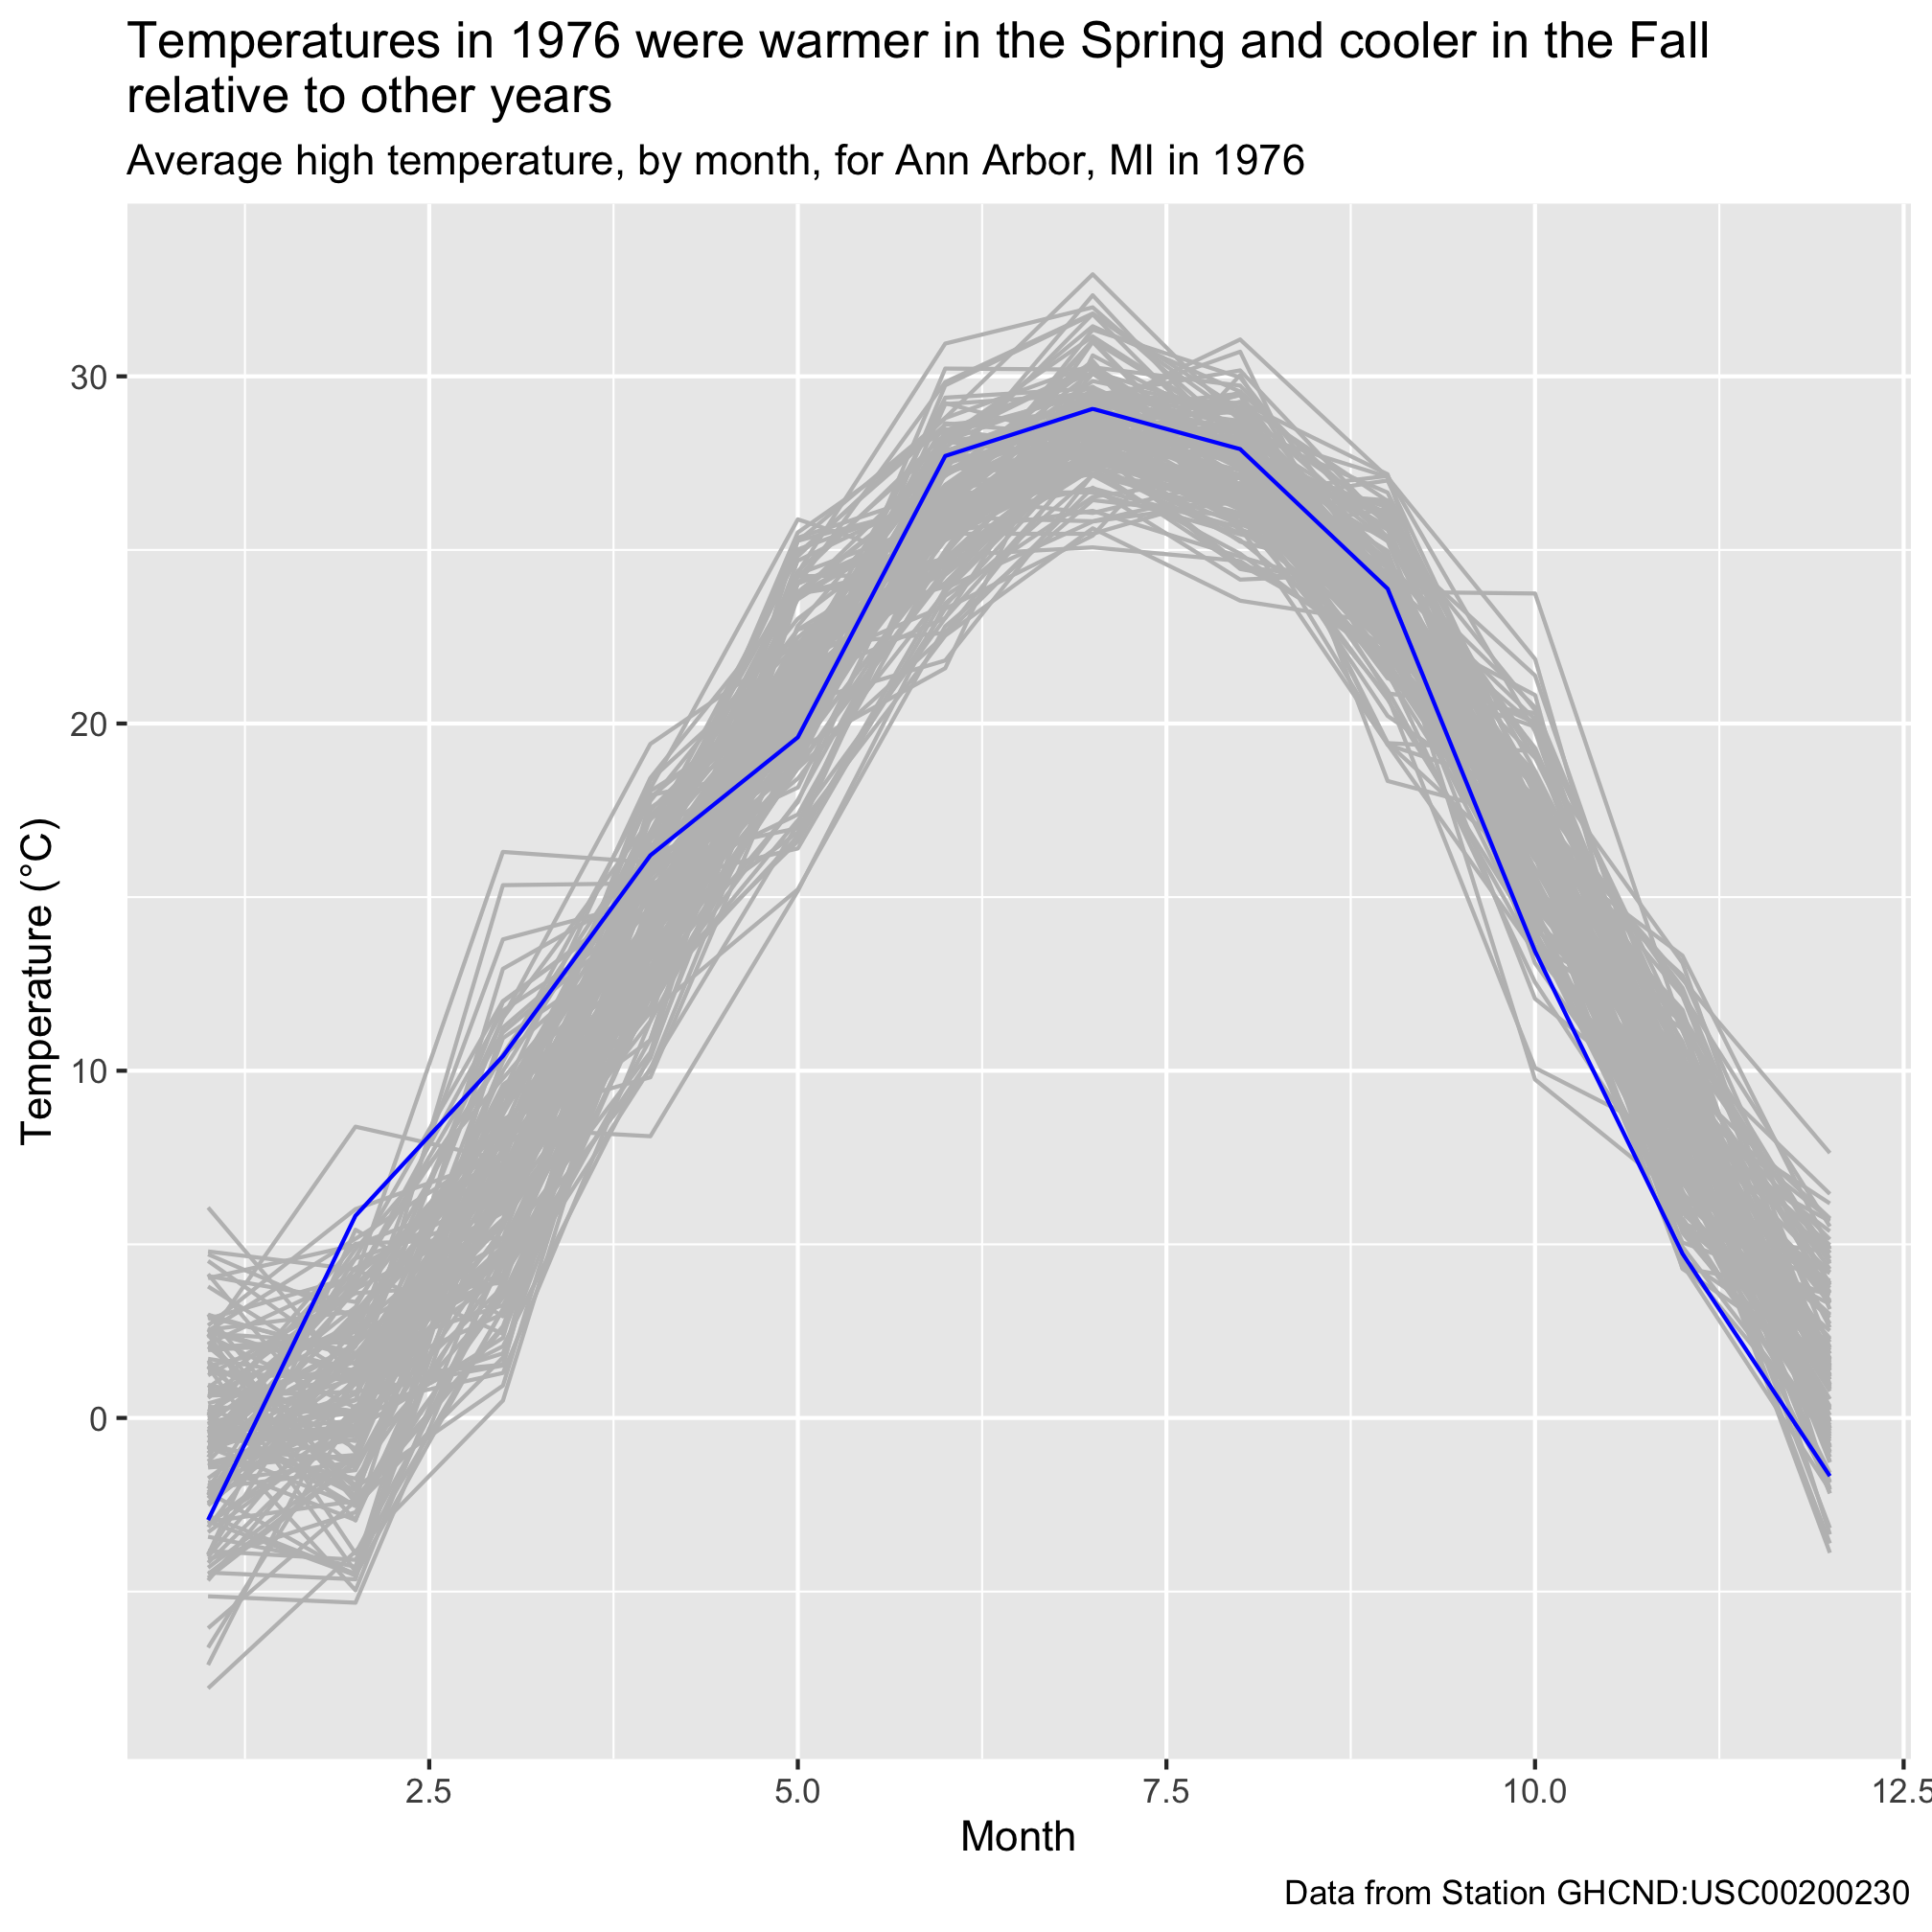 Temperatures in 1976 were warmer in the Spring and cooler in the Fall
relative to other years
Average high temperature, by month, for Ann Arbor, MI in 1976
30
20
10
0
Temperature (°C)
2.5 5.0 7.5 10.0 12.5
Month
Data from Station GHCND:USC00200230